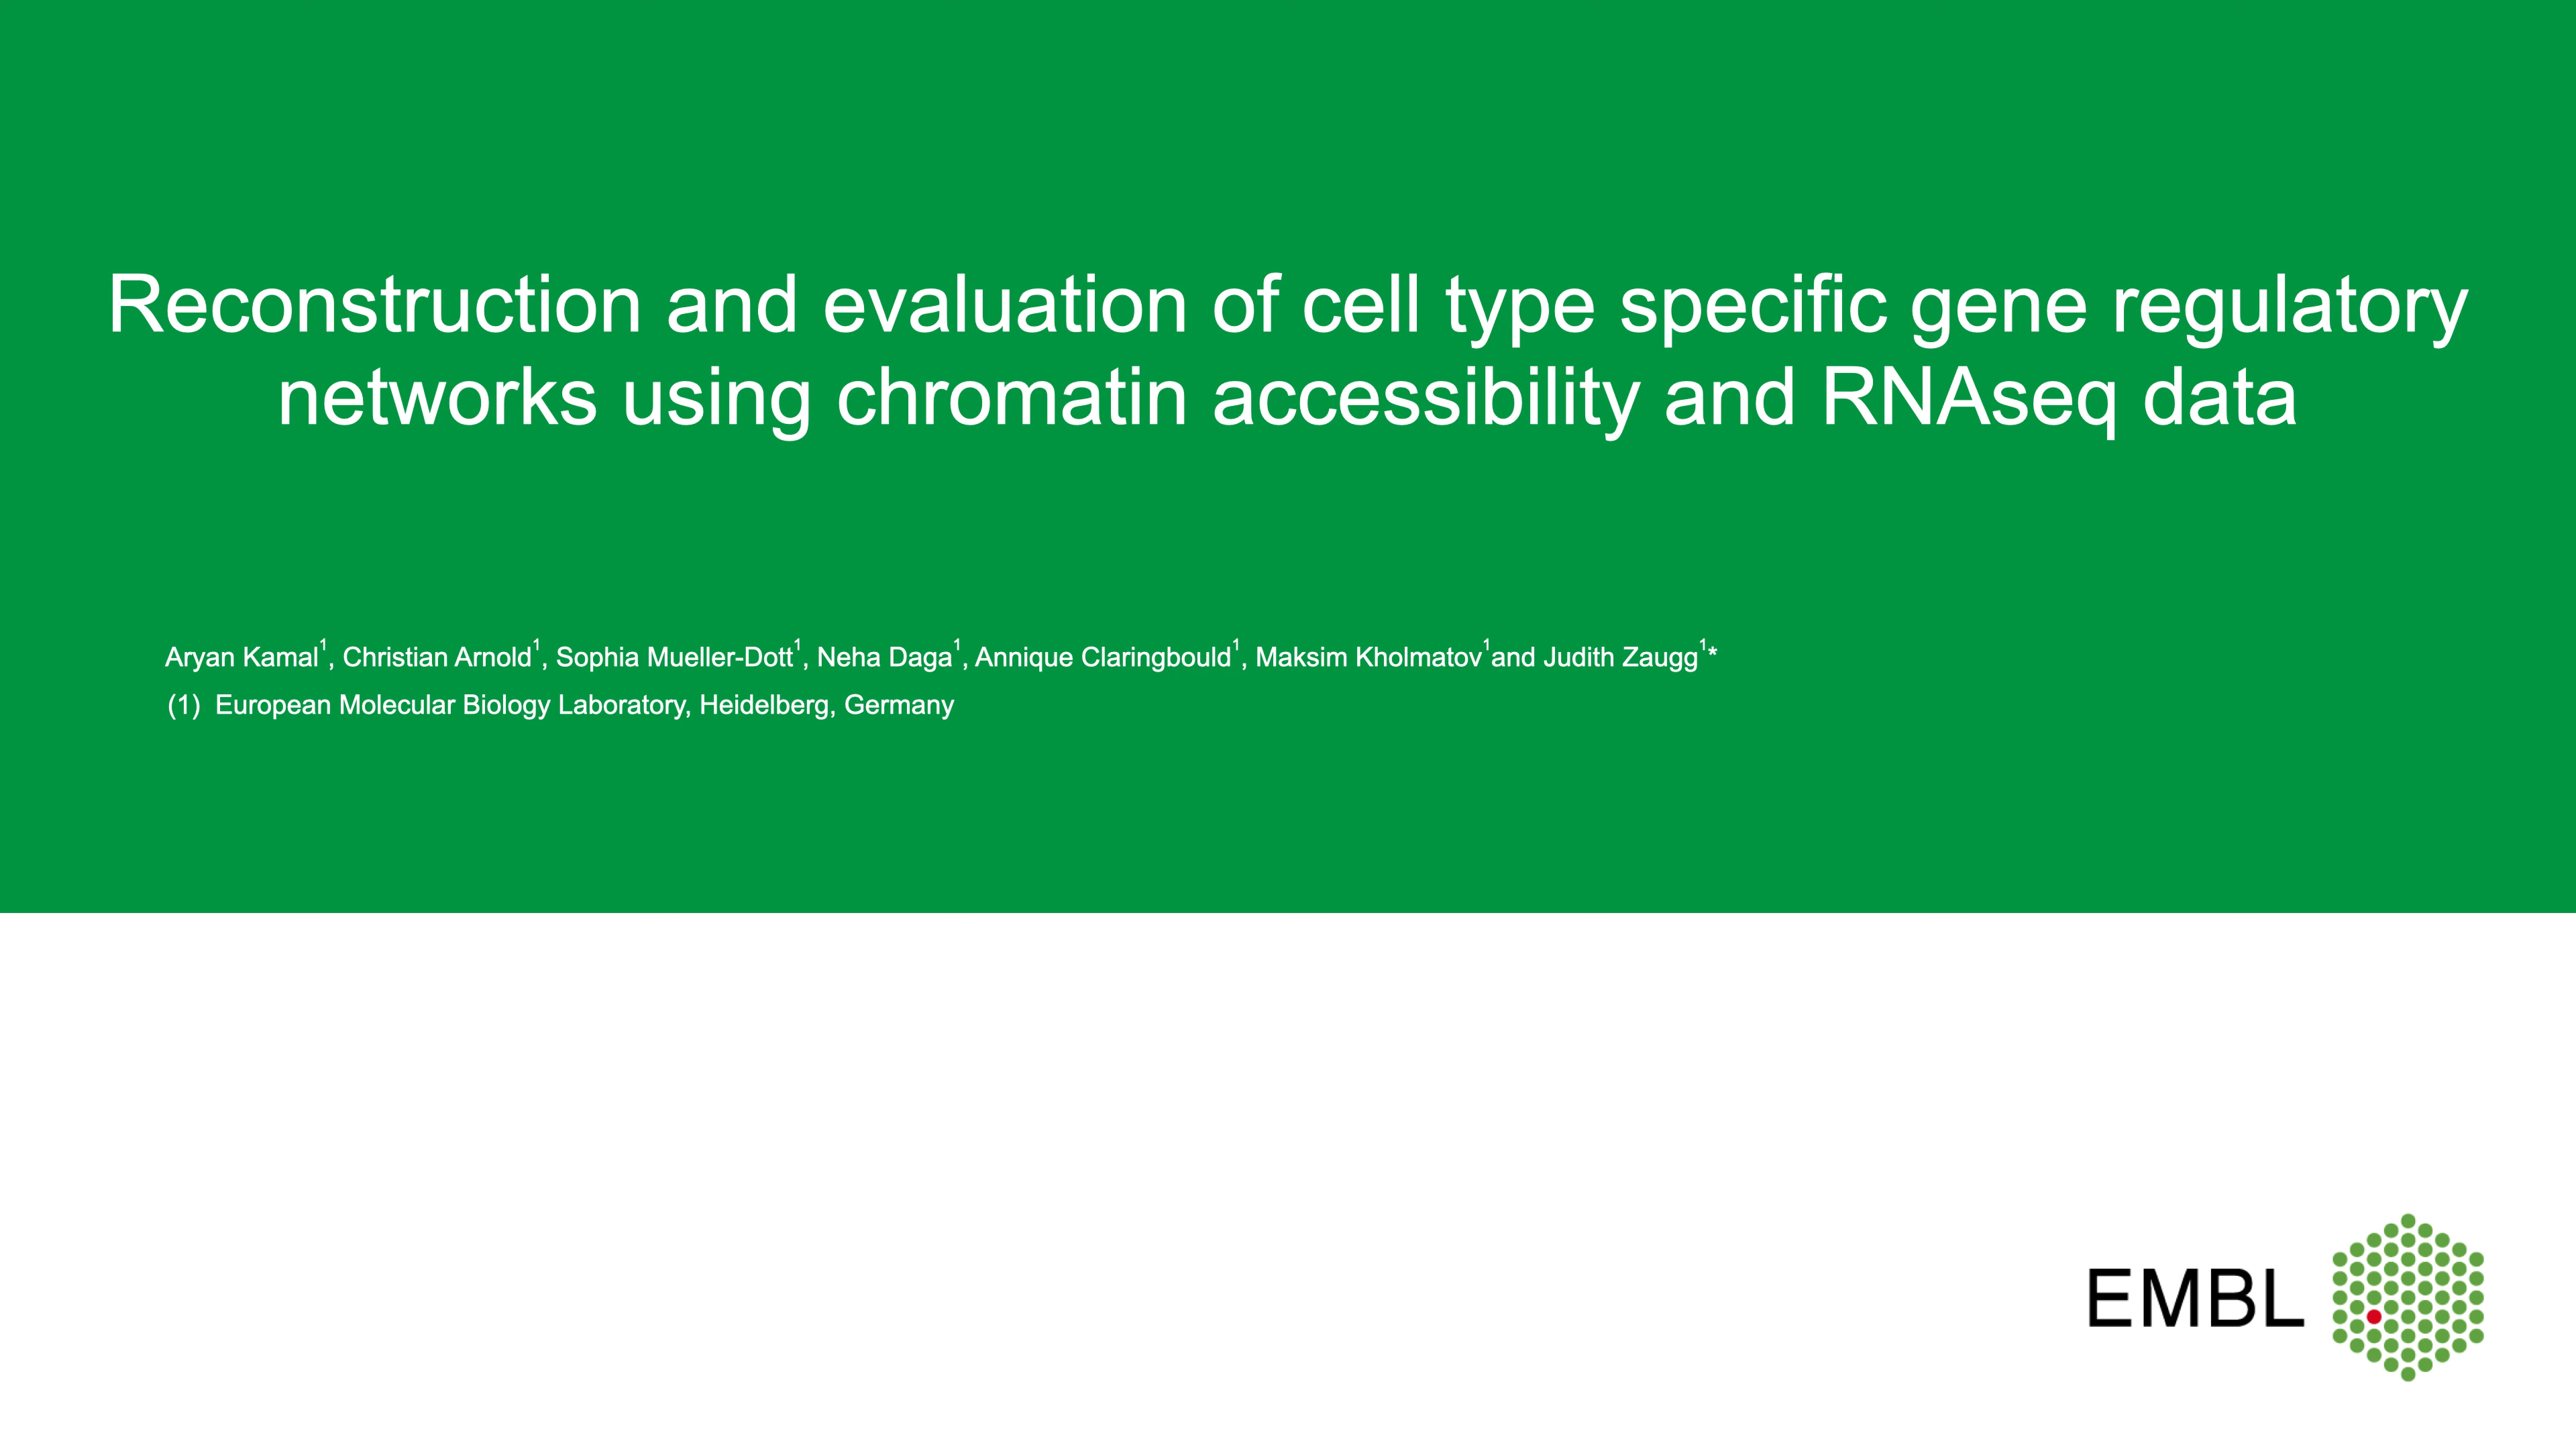 Reconstruction and evaluation of cell type specific gene regulatory
networks using chromatin accessibility and RNAseq data
Aryan Kamal¹, Christian Arnold¹, Sophia Mueller-Dott¹, Neha Daga¹, Annique Claringbould¹, Maksim Kholmatov¹and Judith Zaugg¹*
(1) European Molecular Biology Laboratory, Heidelberg, Germany
EMBL